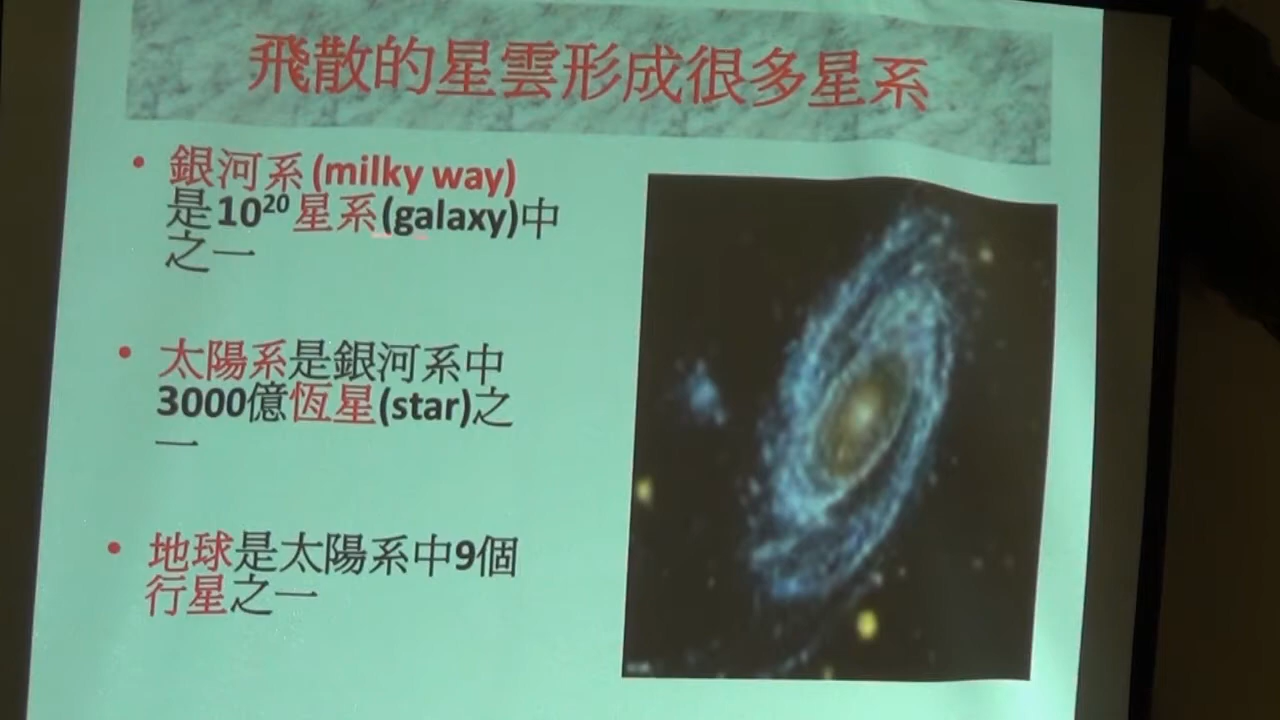 飛散的星雲形成很多星系
• 銀河系(milky way)
是10²⁰星系(galaxy)中
之一
• 太陽系是銀河系中
3000億恆星(star)之
一
• 地球是太陽系中9個
行星之一